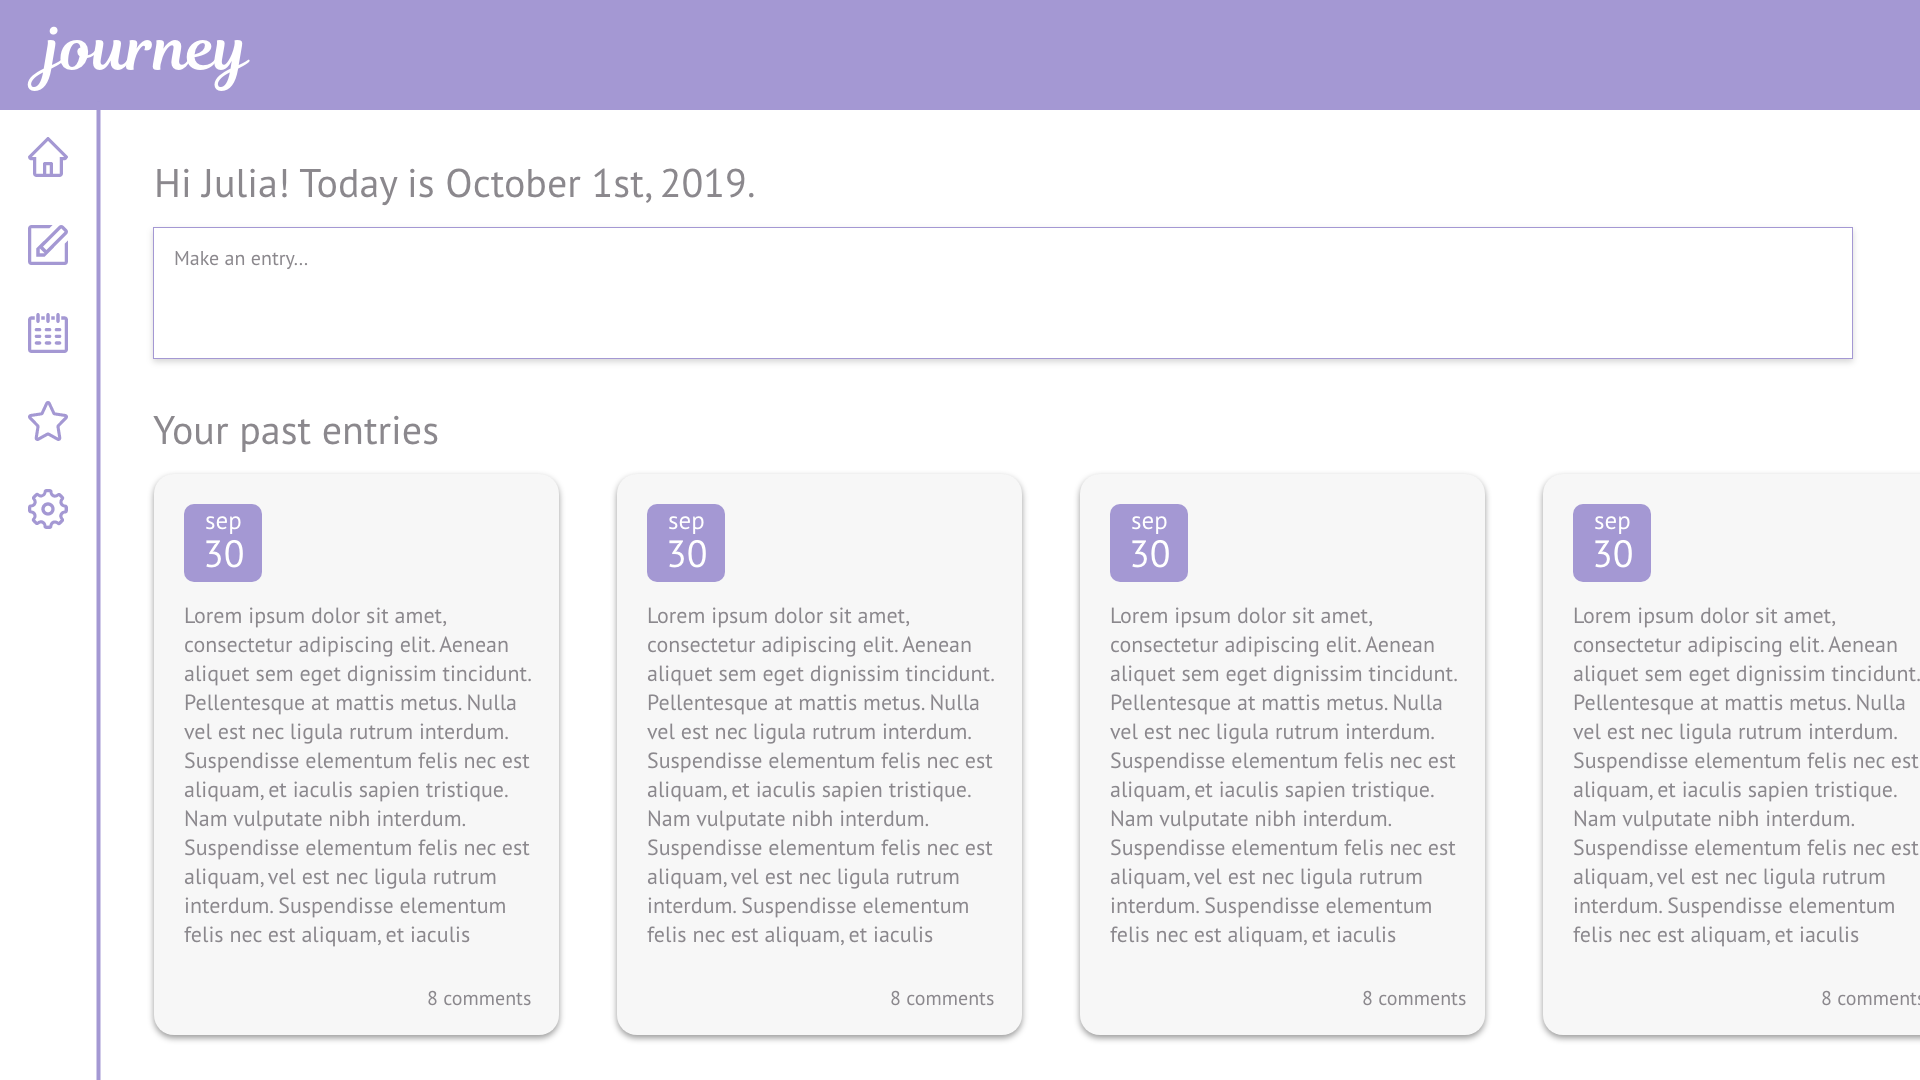 journey
Hi Julia! Today is October 1st, 2019.
Make an entry...
Your past entries
sep
30
Lorem ipsum dolor sit amet,
consectetur adipiscing elit. Aenean
aliquet sem eget dignissim tincidunt.
Pellentesque at mattis metus. Nulla
vel est nec ligula rutrum interdum.
Suspendisse elementum felis nec est
aliquam, et iaculis sapien tristique.
Nam vulputate nibh interdum.
Suspendisse elementum felis nec est
aliquam, vel est nec ligula rutrum
interdum. Suspendisse elementum
felis nec est aliquam, et iaculis
8 comments
sep
30
Lorem ipsum dolor sit amet,
consectetur adipiscing elit. Aenean
aliquet sem eget dignissim tincidunt.
Pellentesque at mattis metus. Nulla
vel est nec ligula rutrum interdum.
Suspendisse elementum felis nec est
aliquam, et iaculis sapien tristique.
Nam vulputate nibh interdum.
Suspendisse elementum felis nec est
aliquam, vel est nec ligula rutrum
interdum. Suspendisse elementum
felis nec est aliquam, et iaculis
8 comments
sep
30
Lorem ipsum dolor sit amet,
consectetur adipiscing elit. Aenean
aliquet sem eget dignissim tincidunt.
Pellentesque at mattis metus. Nulla
vel est nec ligula rutrum interdum.
Suspendisse elementum felis nec est
aliquam, et iaculis sapien tristique.
Nam vulputate nibh interdum.
Suspendisse elementum felis nec est
aliquam, vel est nec ligula rutrum
interdum. Suspendisse elementum
felis nec est aliquam, et iaculis
8 comments
sep
30
Lorem ipsum dolor sit amet,
consectetur adipiscing elit. Aenean
aliquet sem eget dignissim tincidunt.
Pellentesque at mattis metus. Nulla
vel est nec ligula rutrum interdum.
Suspendisse elementum felis nec est
aliquam, et iaculis sapien tristique.
Nam vulputate nibh interdum.
Suspendisse elementum felis nec est
aliquam, vel est nec ligula rutrum
interdum. Suspendisse elementum
felis nec est aliquam, et iaculis
8 comments